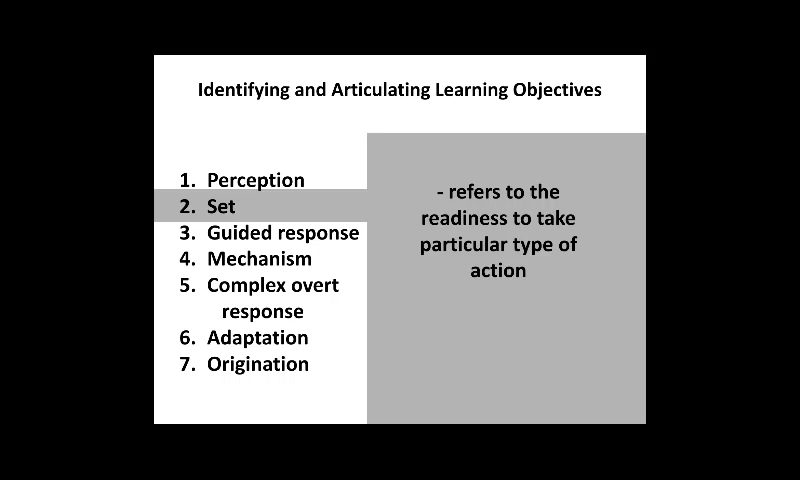 Identifying and Articulating Learning Objectives
1. Perception
2. Set
3. Guided response
4. Mechanism
5. Complex overt
response
6. Adaptation
7. Origination
- refers to the
readiness to take
particular type of
action